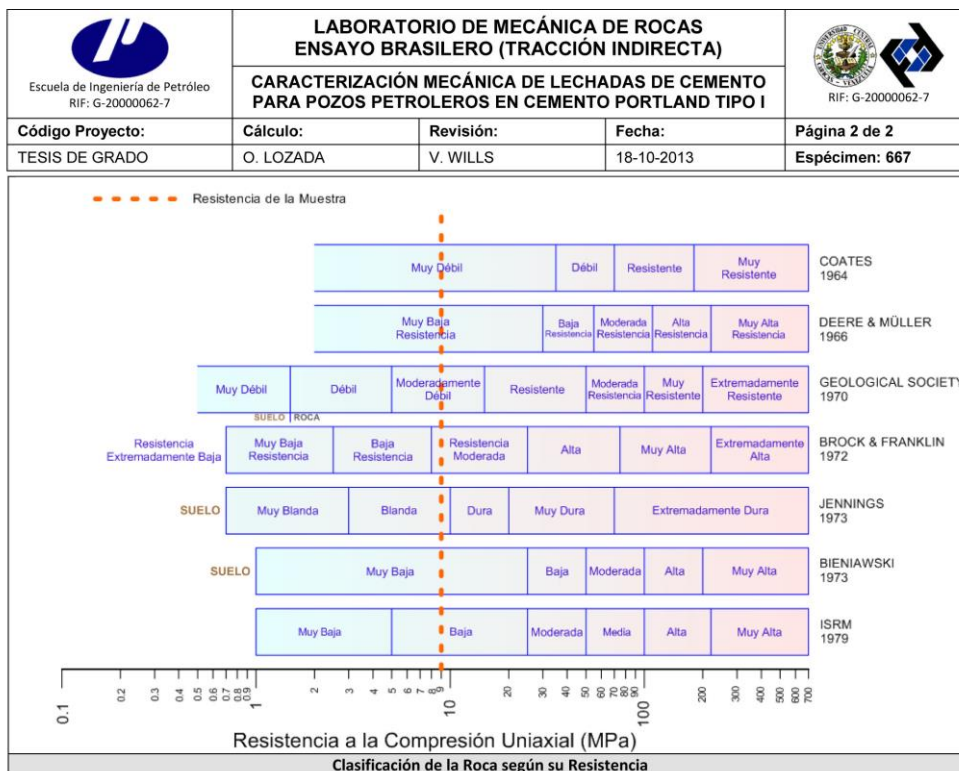 LABORATORIO DE MECÁNICA DE ROCAS
ENSAYO BRASILERO (TRACCIÓN INDIRECTA)
CARACTERIZACIÓN MECÁNICA DE LECHADAS DE CEMENTO
PARA POZOS PETROLEROS EN CEMENTO PORTLAND TIPO I
Escuela de Ingeniería de Petróleo
RIF: G-20000062-7
RIF: G-20000062-7
Código Proyecto: Cálculo: Revisión: Fecha: Página 2 de 2
TESIS DE GRADO O. LOZADA V. WILLS 18-10-2013 Espécimen: 667
Resistencia de la Muestra
Muy Débil Débil Resistente Muy Resistente COATES
1964
Muy Baja Resistencia Baja Resistencia Moderada Resistencia Alta Resistencia Muy Alta Resistencia DEERE & MÜLLER
1966
Muy Débil Débil Moderadamente Débil Resistente Moderada Resistencia Muy Resistente Extremadamente Resistente GEOLOGICAL SOCIETY
1970
SUELO ROCA
Resistencia Extremadamente Baja Muy Baja Resistencia Baja Resistencia Resistencia Moderada Alta Muy Alta Extremadamente Alta BROCK & FRANKLIN
1972
SUELO Muy Blanda Blanda Dura Muy Dura Extremadamente Dura JENNINGS
1973
SUELO Muy Baja Baja Moderada Alta Muy Alta BIENIAWSKI
1973
Muy Baja Baja Moderada Media Alta Muy Alta ISRM
1979
0.1 0.2 0.3 0.4 0.5 0.6 0.7 0.8 0.9 1 2 3 4 5 6 7 8 9 10 20 30 40 50 60 70 80 90 100 200 300 400 500 600 700
Resistencia a la Compresión Uniaxial (MPa)
Clasificación de la Roca según su Resistencia